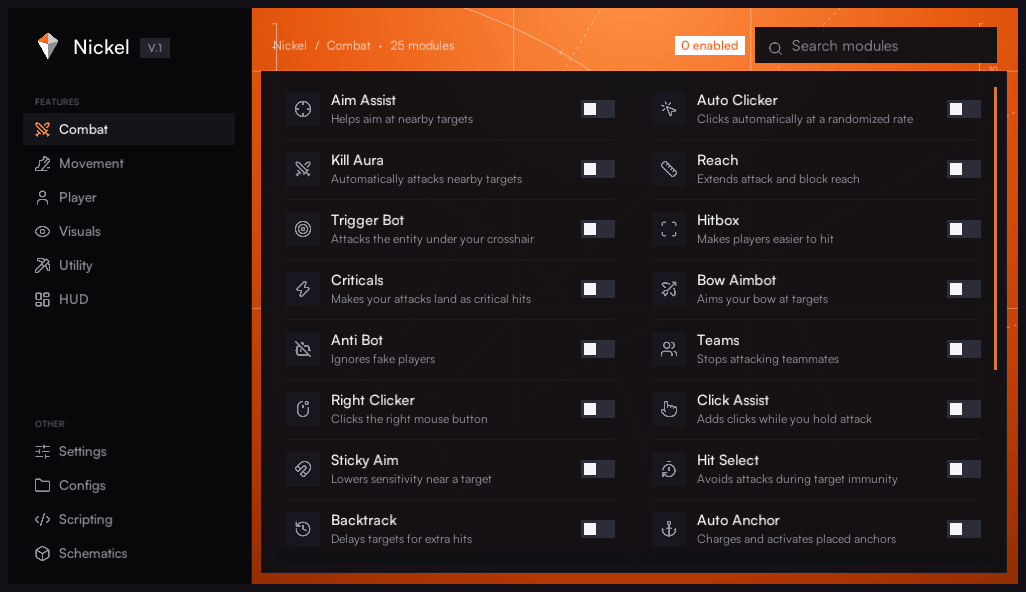 Nickel V.1
FEATURES
Combat
Movement
Player
Visuals
Utility
HUD
OTHER
Settings
Configs
Scripting
Schematics
Nickel / Combat · 25 modules
0 enabled
Search modules
Aim Assist
Helps aim at nearby targets
Auto Clicker
Clicks automatically at a randomized rate
Kill Aura
Automatically attacks nearby targets
Reach
Extends attack and block reach
Trigger Bot
Attacks the entity under your crosshair
Hitbox
Makes players easier to hit
Criticals
Makes your attacks land as critical hits
Bow Aimbot
Aims your bow at targets
Anti Bot
Ignores fake players
Teams
Stops attacking teammates
Right Clicker
Clicks the right mouse button
Click Assist
Adds clicks while you hold attack
Sticky Aim
Lowers sensitivity near a target
Hit Select
Avoids attacks during target immunity
Backtrack
Delays targets for extra hits
Auto Anchor
Charges and activates placed anchors